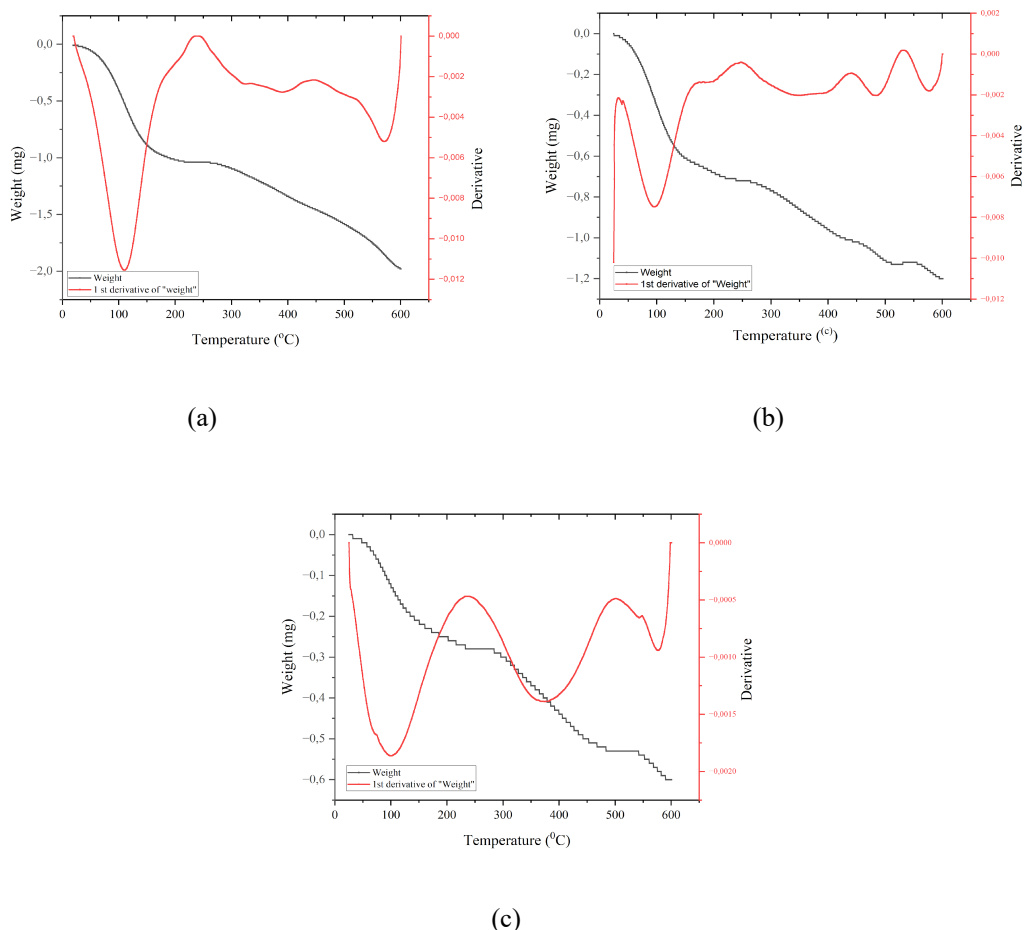 0,0
−0,5
−1,0
−1,5
−2,0
Weight (mg)
0 100 200 300 400 500 600
Temperature (°C)
0,000
−0,002
−0,004
−0,006
−0,008
−0,010
−0,012
Derivative
Weight
1 st derivative of "weight"
(a)
0,0
−0,2
−0,4
−0,6
−0,8
−1,0
−1,2
Weight (mg)
0 100 200 300 400 500 600
Temperature (c)
0,002
0,000
−0,002
−0,004
−0,006
−0,008
−0,010
−0,012
Derivative
Weight
1st derivative of "Weight"
(b)
0,0
−0,1
−0,2
−0,3
−0,4
−0,5
−0,6
Weight (mg)
0 100 200 300 400 500 600
Temperature (⁰C)
0,0000
−0,0005
−0,0010
−0,0015
−0,0020
Derivative
Weight
1st derivative of "Weight"
(c)